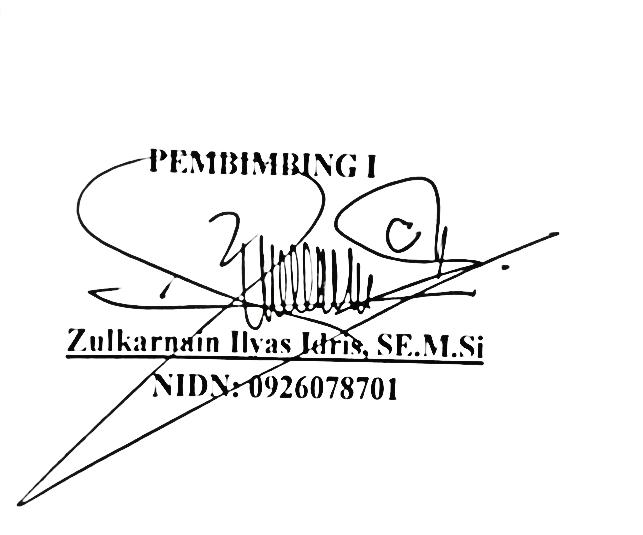 PEMBIMBING I
Zulkarnain Ilyas Idris, SE.M.Si
NIDN: 0926078701